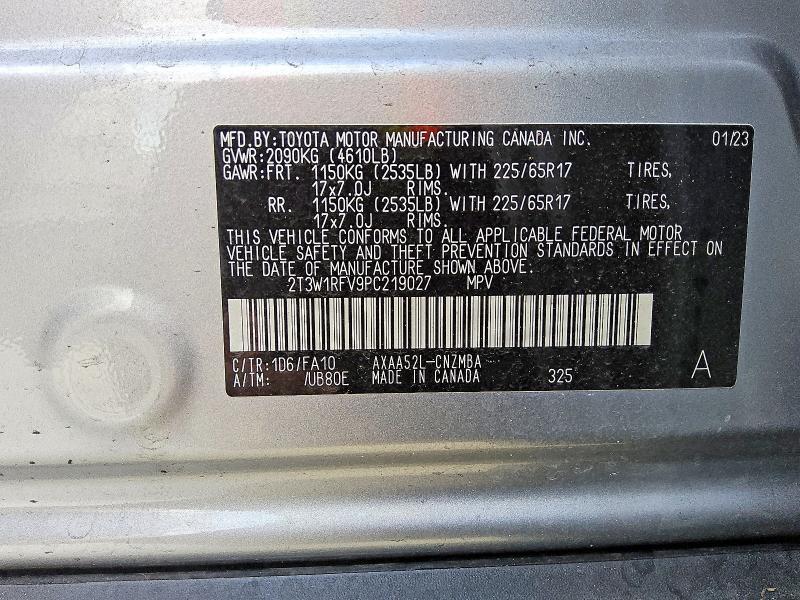 MFD.BY:TOYOTA MOTOR MANUFACTURING CANADA INC. 01/23
GVWR:2090KG (4610LB)
GAWR:FRT. 1150KG (2535LB) WITH 225/65R17 TIRES,
17x7.0J RIMS.
RR. 1150KG (2535LB) WITH 225/65R17 TIRES,
17x7.0J RIMS.
THIS VEHICLE CONFORMS TO ALL APPLICABLE FEDERAL MOTOR
VEHICLE SAFETY AND THEFT PREVENTION STANDARDS IN EFFECT ON
THE DATE OF MANUFACTURE SHOWN ABOVE.
2T3W1RFV9PC219027 MPV
C/TR:1D6/FA10 AXAA52L-CNZMBA
A/TM: /UB80E MADE IN CANADA 325 A